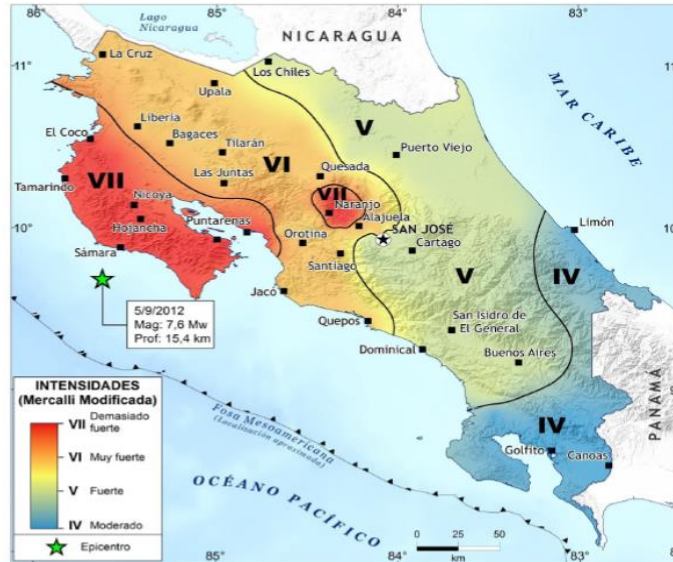 86°
85°
84°
83°
Lago
Nicaragua
NICARAGUA
La Cruz
11°
11°
Los Chiles
Upala
MAR CARIBE
V
Liberia
El Coco
Bagaces
Tilarán
Puerto Viejo
VI
Quesada
Las Juntas
VII
Tamarindo
Nicoya
VII
Naranjo
Hojancha
Puntarenas
Alajuela
10°
Limón
10°
Orotina
SAN JOSÉ
Sámara
Cartago
Santiago
V
IV
Jacó
5/9/2012
Mag: 7,6 Mw
Prof: 15,4 km
San Isidro de
El General
Quepos
Dominical
Buenos Aires
PANAMÁ
INTENSIDADES
(Mercalli Modificada)
VII Demasiado
fuerte
VI Muy fuerte
V Fuerte
IV Moderado
Epicentro
Fosa Mesoamericana
(Localización aproximada)
IV
Golfito
Canoas
OCÉANO PACÍFICO
0 25 50
km
85°
84°
83°